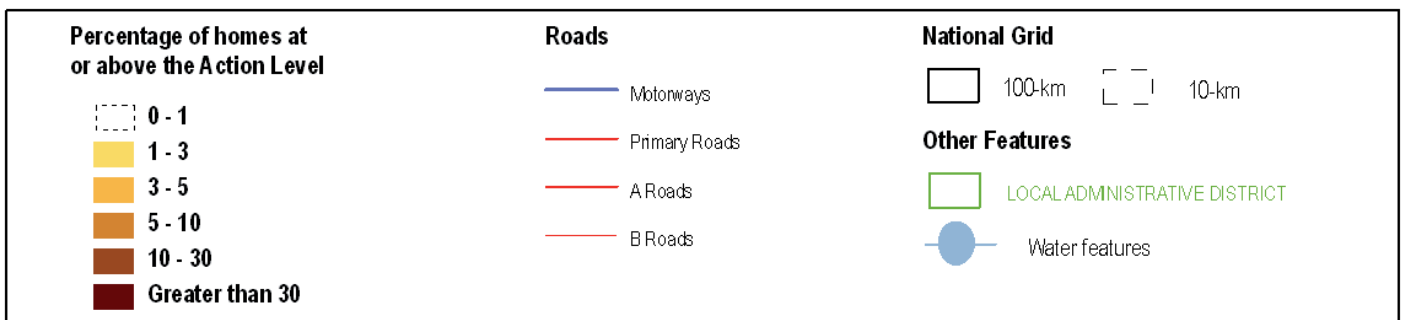 Percentage of homes at
or above the Action Level
0 - 1
1 - 3
3 - 5
5 - 10
10 - 30
Greater than 30
Roads
Motorways
Primary Roads
A Roads
B Roads
National Grid
100-km
10-km
Other Features
LOCAL ADMINISTRATIVE DISTRICT
Water features